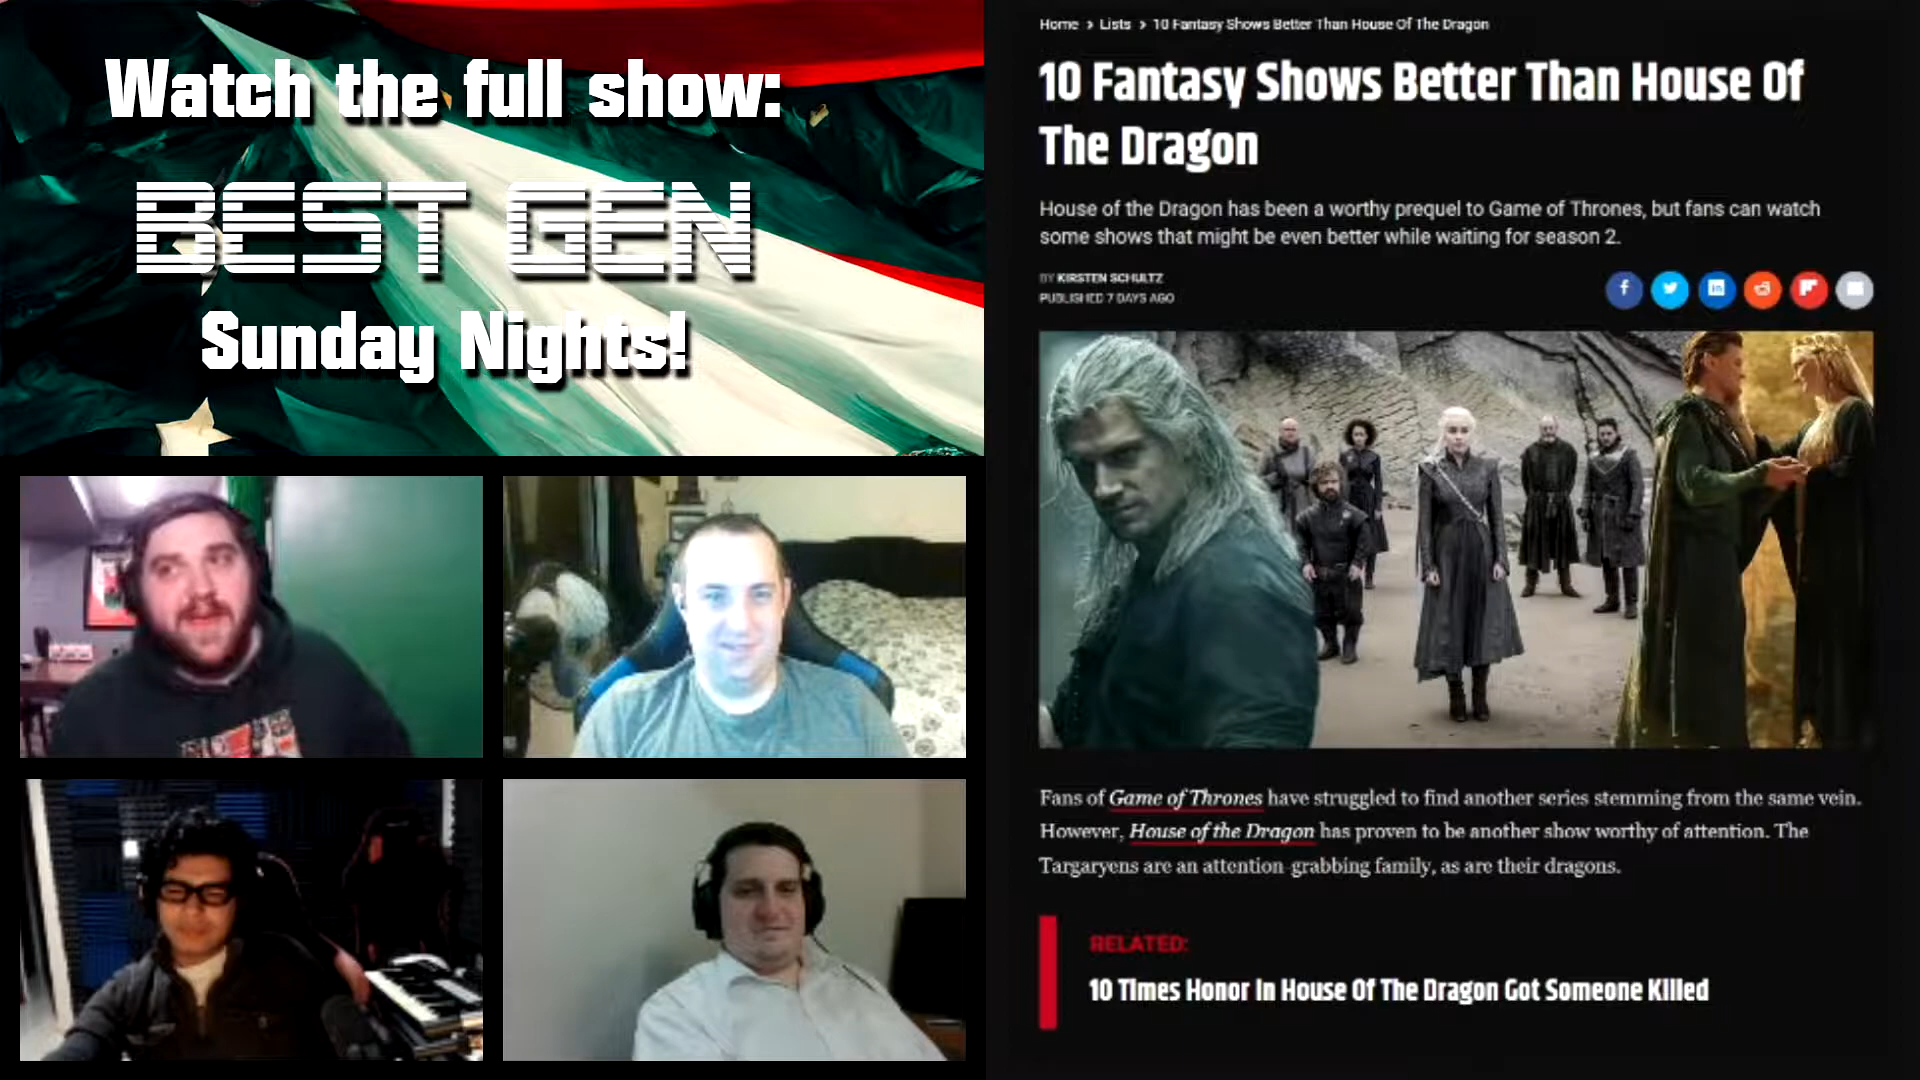 Watch the full show:
BEST GEN
Sunday Nights!
Home > Lists > 10 Fantasy Shows Better Than House Of The Dragon
10 Fantasy Shows Better Than House Of
The Dragon
House of the Dragon has been a worthy prequel to Game of Thrones, but fans can watch
some shows that might be even better while waiting for season 2.
BY KIRSTEN SCHULTZ
PUBLISHED 7 DAYS AGO
Fans of Game of Thrones have struggled to find another series stemming from the same vein.
However, House of the Dragon has proven to be another show worthy of attention. The
Targaryens are an attention-grabbing family, as are their dragons.
RELATED:
10 Times Honor In House Of The Dragon Got Someone Killed